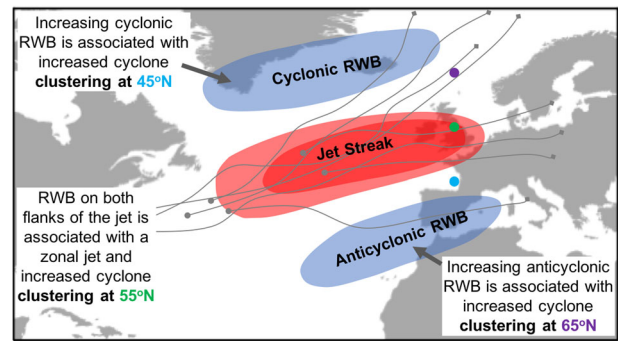 Increasing cyclonic
RWB is associated with
increased cyclone
clustering at 45°N
Cyclonic RWB
Jet Streak
RWB on both
flanks of the jet is
associated with a
zonal jet and
increased cyclone
clustering at 55°N
Anticyclonic RWB
Increasing anticyclonic
RWB is associated with
increased cyclone
clustering at 65°N